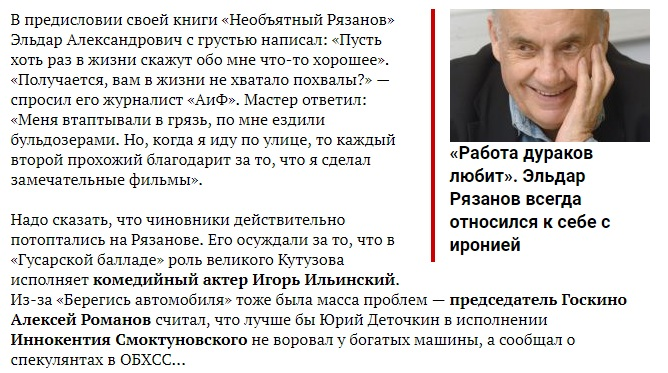 В предисловии своей книги «Необъятный Рязанов»
Эльдар Александрович с грустью написал: «Пусть
хоть раз в жизни скажут обо мне что-то хорошее».
«Получается, вам в жизни не хватало похвалы?» —
спросил его журналист «АиФ». Мастер ответил:
«Меня втаптывали в грязь, по мне ездили
бульдозерами. Но, когда я иду по улице, то каждый
второй прохожий благодарит за то, что я сделал
замечательные фильмы».
Надо сказать, что чиновники действительно
потоптались на Рязанове. Его осуждали за то, что в
«Гусарской балладе» роль великого Кутузова
исполняет комедийный актер Игорь Ильинский.
Из-за «Берегись автомобиля» тоже была масса проблем — председатель Госкино
Алексей Романов считал, что лучше бы Юрий Деточкин в исполнении
Иннокентия Смоктуновского не воровал у богатых машины, а сообщал о
спекулянтах в ОБХСС...
«Работа дураков
любит». Эльдар
Рязанов всегда
относился к себе с
иронией